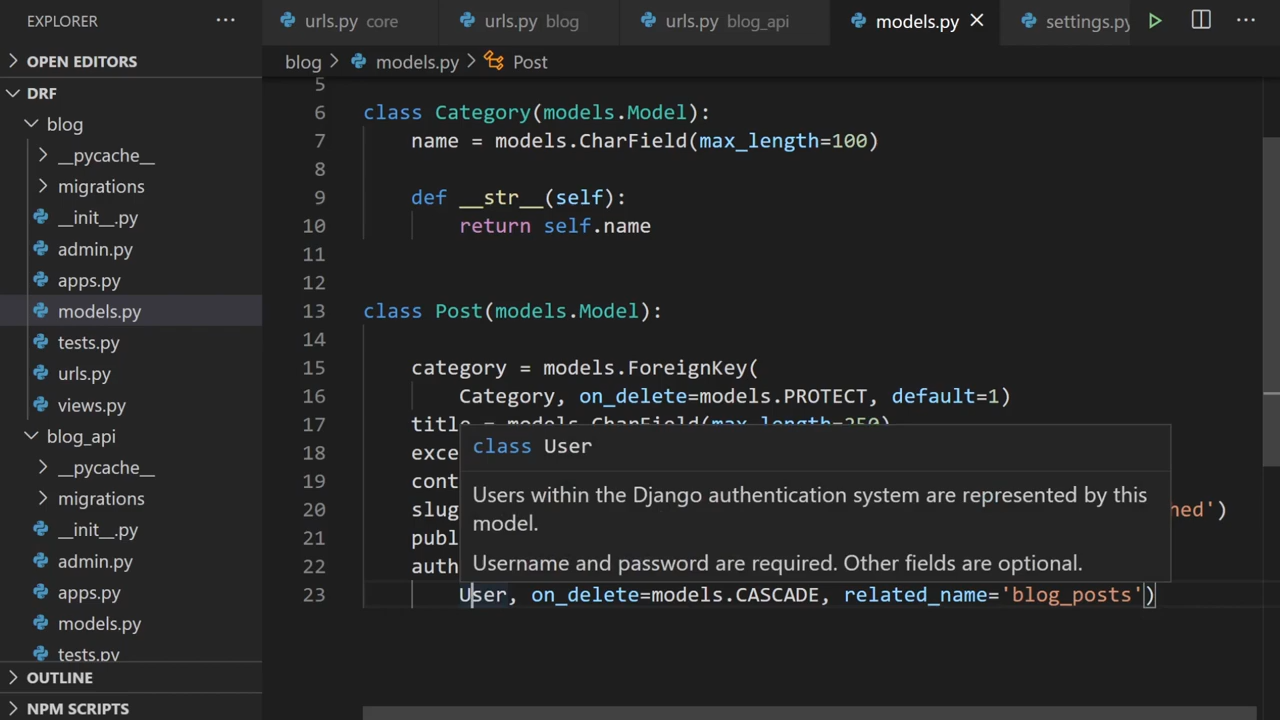 EXPLORER
···
urls.py core
urls.py blog
urls.py blog_api
models.py
settings.py
···
OPEN EDITORS
blog > models.py > Post
DRF
blog
__pycache__
migrations
__init__.py
admin.py
apps.py
models.py
tests.py
urls.py
views.py
blog_api
__pycache__
migrations
__init__.py
admin.py
apps.py
models.py
tests.py
OUTLINE
NPM SCRIPTS
5
6 class Category(models.Model):
7 name = models.CharField(max_length=100)
8
9 def __str__(self):
10 return self.name
11
12
13 class Post(models.Model):
14
15 category = models.ForeignKey(
16 Category, on_delete=models.PROTECT, default=1)
17 title = models.CharField(max_length=250)
18 exce
19 cont
20 slug ned')
21 publ
22 auth
23 User, on_delete=models.CASCADE, related_name='blog_posts')
class User
Users within the Django authentication system are represented by this
model.
Username and password are required. Other fields are optional.